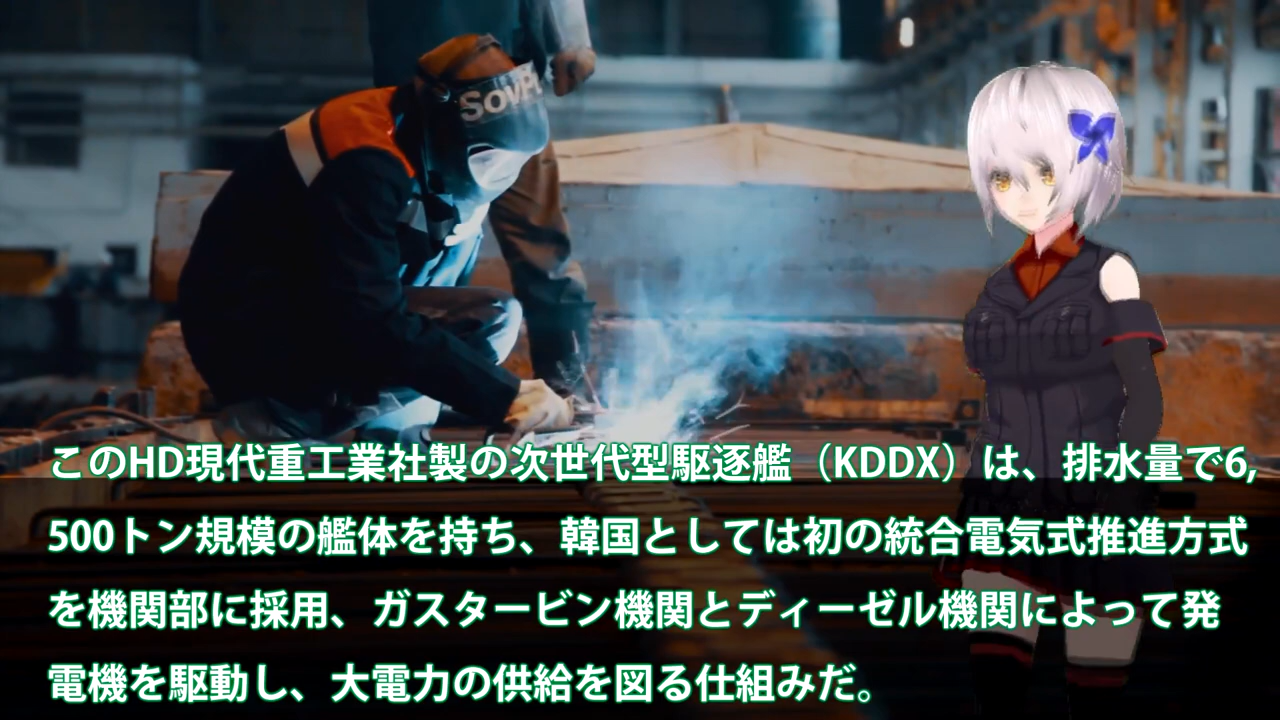 SovPl
このHD現代重工業社製の次世代型駆逐艦（KDDX）は、排水量で6,
500トン規模の艦体を持ち、韓国としては初の統合電気式推進方式
を機関部に採用、ガスタービン機関とディーゼル機関によって発
電機を駆動し、大電力の供給を図る仕組みだ。